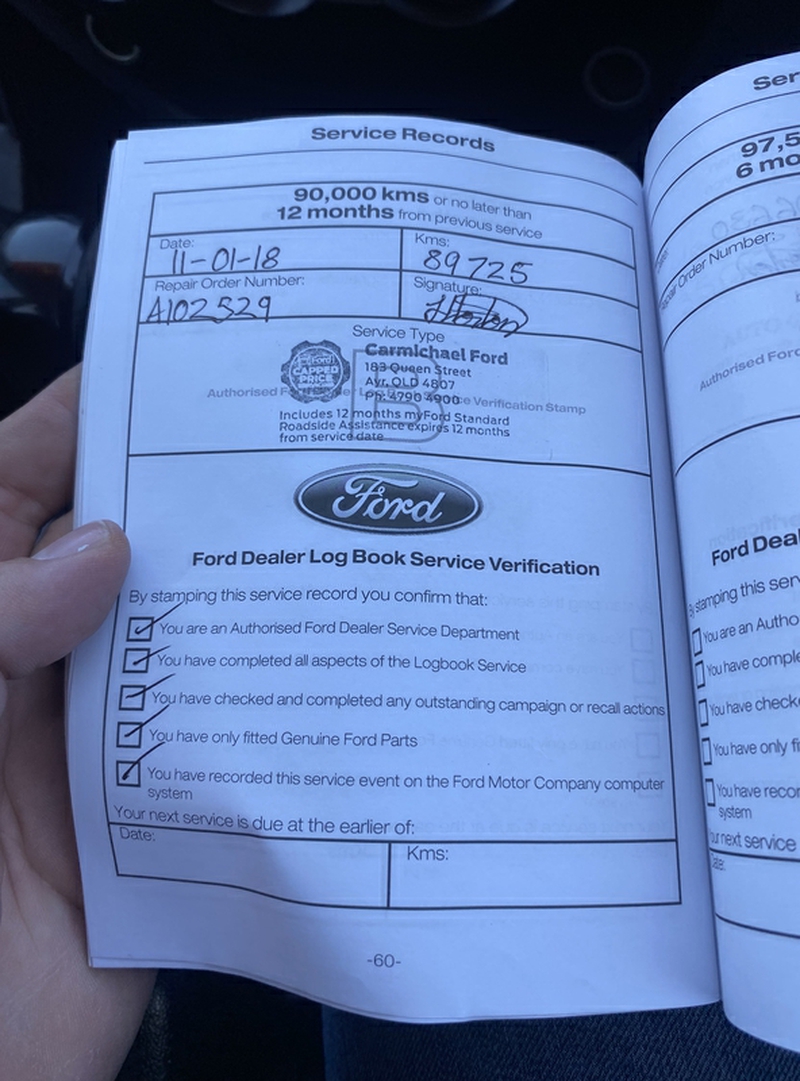 Service Records
90,000 kms or no later than
12 months from previous service
Date:
11-01-18
Kms:
89725
Repair Order Number:
A102529
Signature:
Service Type
Ford
CAPPED
PRICE
Carmichael Ford
183 Queen Street
Ayr, QLD 4807
PH: 4790 4900
Authorised Verification Stamp
Includes 12 months myFord Standard
Roadside Assistance expires 12 months
from service date
Ford
Ford Dealer Log Book Service Verification
By stamping this service record you confirm that:
You are an Authorised Ford Dealer Service Department
You have completed all aspects of the Logbook Service
You have checked and completed any outstanding campaign or recall actions
You have only fitted Genuine Ford Parts
You have recorded this service event on the Ford Motor Company computer
system
Your next service is due at the earlier of:
Date:
Kms:
-60-
Ser
97,5
6 mo
Order Number:
Authorised Ford
Ford Deal
By stamping this serv
You are an Autho
You have comple
You have check
You have only fi
You have recor
system
ur next service
Date: